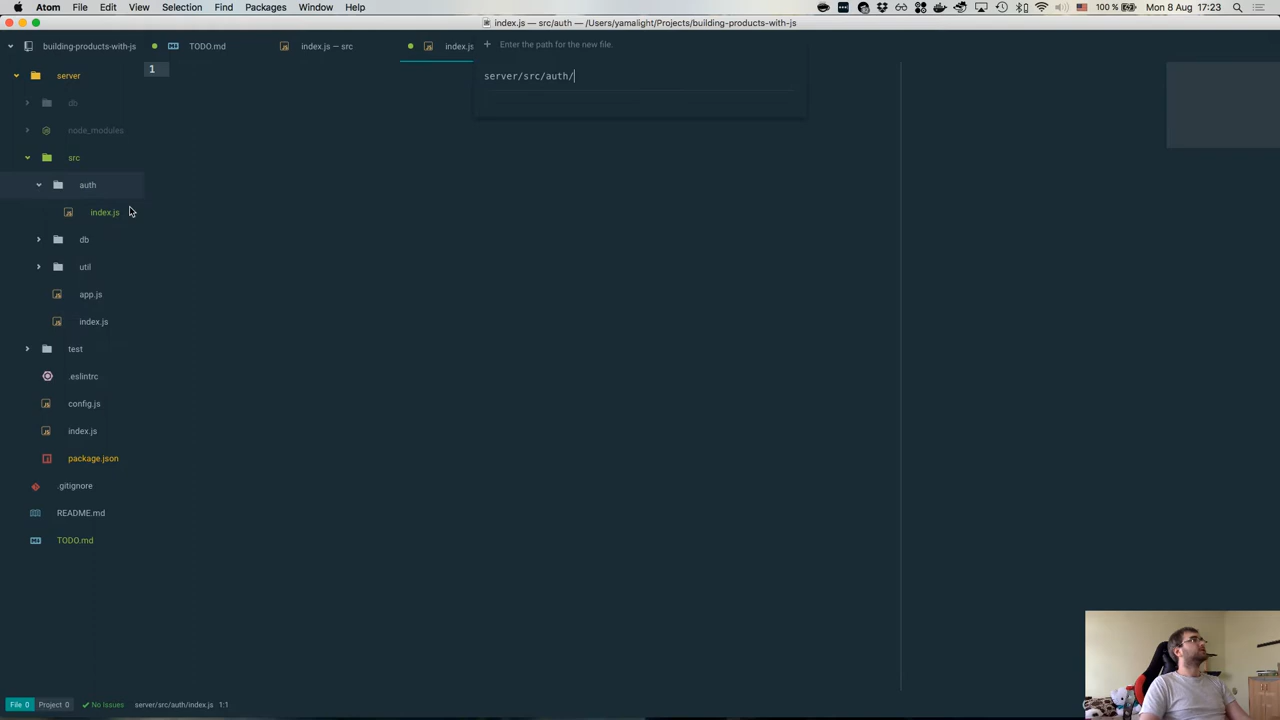 Atom File Edit View Selection Find Packages Window Help
100 % Mon 8 Aug 17:23
index.js — src/auth — /Users/yamalight/Projects/building-products-with-js
building-products-with-js
TODO.md
index.js — src
index.js
Enter the path for the new file.
server/src/auth/
1
server
db
node_modules
src
auth
index.js
db
util
app.js
index.js
test
.eslintrc
config.js
index.js
package.json
.gitignore
README.md
TODO.md
File 0 Project 0 No Issues server/src/auth/index.js 1:1